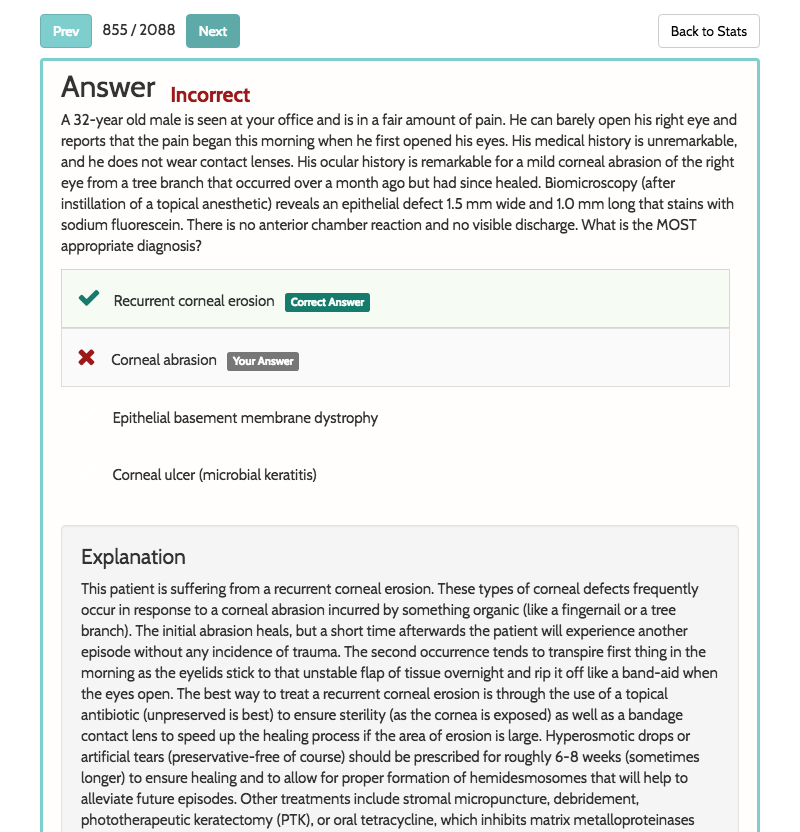 Prev 855 / 2088 Next Back to Stats
Answer Incorrect
A 32-year old male is seen at your office and is in a fair amount of pain. He can barely open his right eye and
reports that the pain began this morning when he first opened his eyes. His medical history is unremarkable,
and he does not wear contact lenses. His ocular history is remarkable for a mild corneal abrasion of the right
eye from a tree branch that occurred over a month ago but had since healed. Biomicroscopy (after
instillation of a topical anesthetic) reveals an epithelial defect 1.5 mm wide and 1.0 mm long that stains with
sodium fluorescein. There is no anterior chamber reaction and no visible discharge. What is the MOST
appropriate diagnosis?
Recurrent corneal erosion Correct Answer
Corneal abrasion Your Answer
Epithelial basement membrane dystrophy
Corneal ulcer (microbial keratitis)
Explanation
This patient is suffering from a recurrent corneal erosion. These types of corneal defects frequently
occur in response to a corneal abrasion incurred by something organic (like a fingernail or a tree
branch). The initial abrasion heals, but a short time afterwards the patient will experience another
episode without any incidence of trauma. The second occurrence tends to transpire first thing in the
morning as the eyelids stick to that unstable flap of tissue overnight and rip it off like a band-aid when
the eyes open. The best way to treat a recurrent corneal erosion is through the use of a topical
antibiotic (unpreserved is best) to ensure sterility (as the cornea is exposed) as well as a bandage
contact lens to speed up the healing process if the area of erosion is large. Hyperosmotic drops or
artificial tears (preservative-free of course) should be prescribed for roughly 6-8 weeks (sometimes
longer) to ensure healing and to allow for proper formation of hemidesmosomes that will help to
alleviate future episodes. Other treatments include stromal micropuncture, debridement,
phototherapeutic keratectomy (PTK), or oral tetracycline, which inhibits matrix metalloproteinases